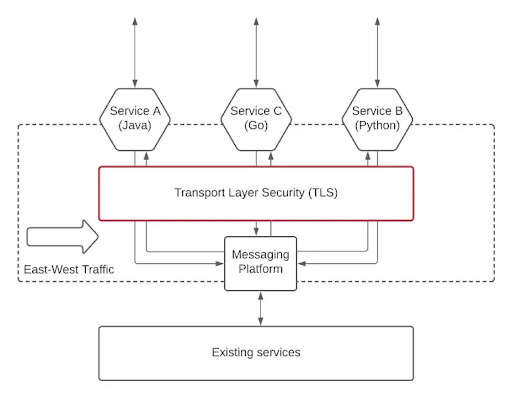 Service A
(Java)
Service C
(Go)
Service B
(Python)
Transport Layer Security (TLS)
East-West Traffic
Messaging
Platform
Existing services